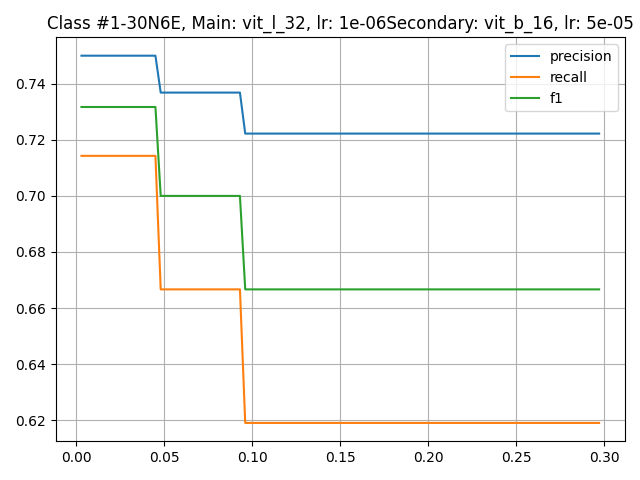 Class #1-30N6E, Main: vit_l_32, lr: 1e-06Secondary: vit_b_16, lr: 5e-05
precision
recall
f1
0.74
0.72
0.70
0.68
0.66
0.64
0.62
0.00 0.05 0.10 0.15 0.20 0.25 0.30